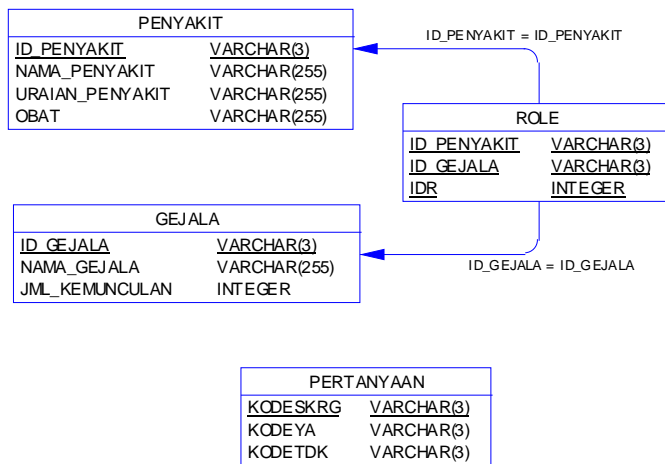 PENYAKIT
ID_PENYAKIT VARCHAR(3)
NAMA_PENYAKIT VARCHAR(255)
URAIAN_PENYAKIT VARCHAR(255)
OBAT VARCHAR(255)
ID_PENYAKIT = ID_PENYAKIT
ROLE
ID_PENYAKIT VARCHAR(3)
ID_GEJALA VARCHAR(3)
IDR INTEGER
GEJALA
ID_GEJALA VARCHAR(3)
NAMA_GEJALA VARCHAR(255)
JML_KEMUNCULAN INTEGER
ID_GEJALA = ID_GEJALA
PERTANYAAN
KODESKRG VARCHAR(3)
KODEYA VARCHAR(3)
KODETDK VARCHAR(3)